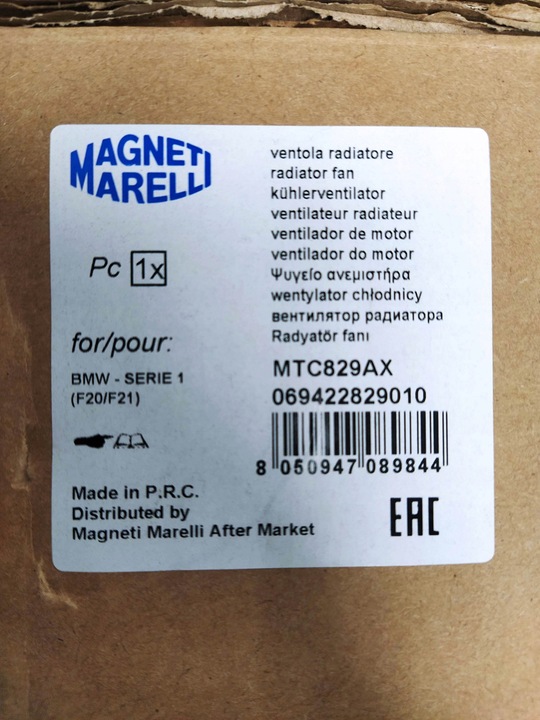 MAGNETI
MARELLI
Pc 1x
for/pour:
BMW - SERIE 1
(F20/F21)
ventola radiatore
radiator fan
kühlerventilator
ventilateur radiateur
ventilador de motor
ventilador do motor
Ψυγείο ανεμιστήρα
wentylator chłodnicy
вентилятор радиатора
Radyatör fanı
MTC829AX
069422829010
8 050947 089844
Made in P.R.C.
Distributed by
Magneti Marelli After Market
EAC